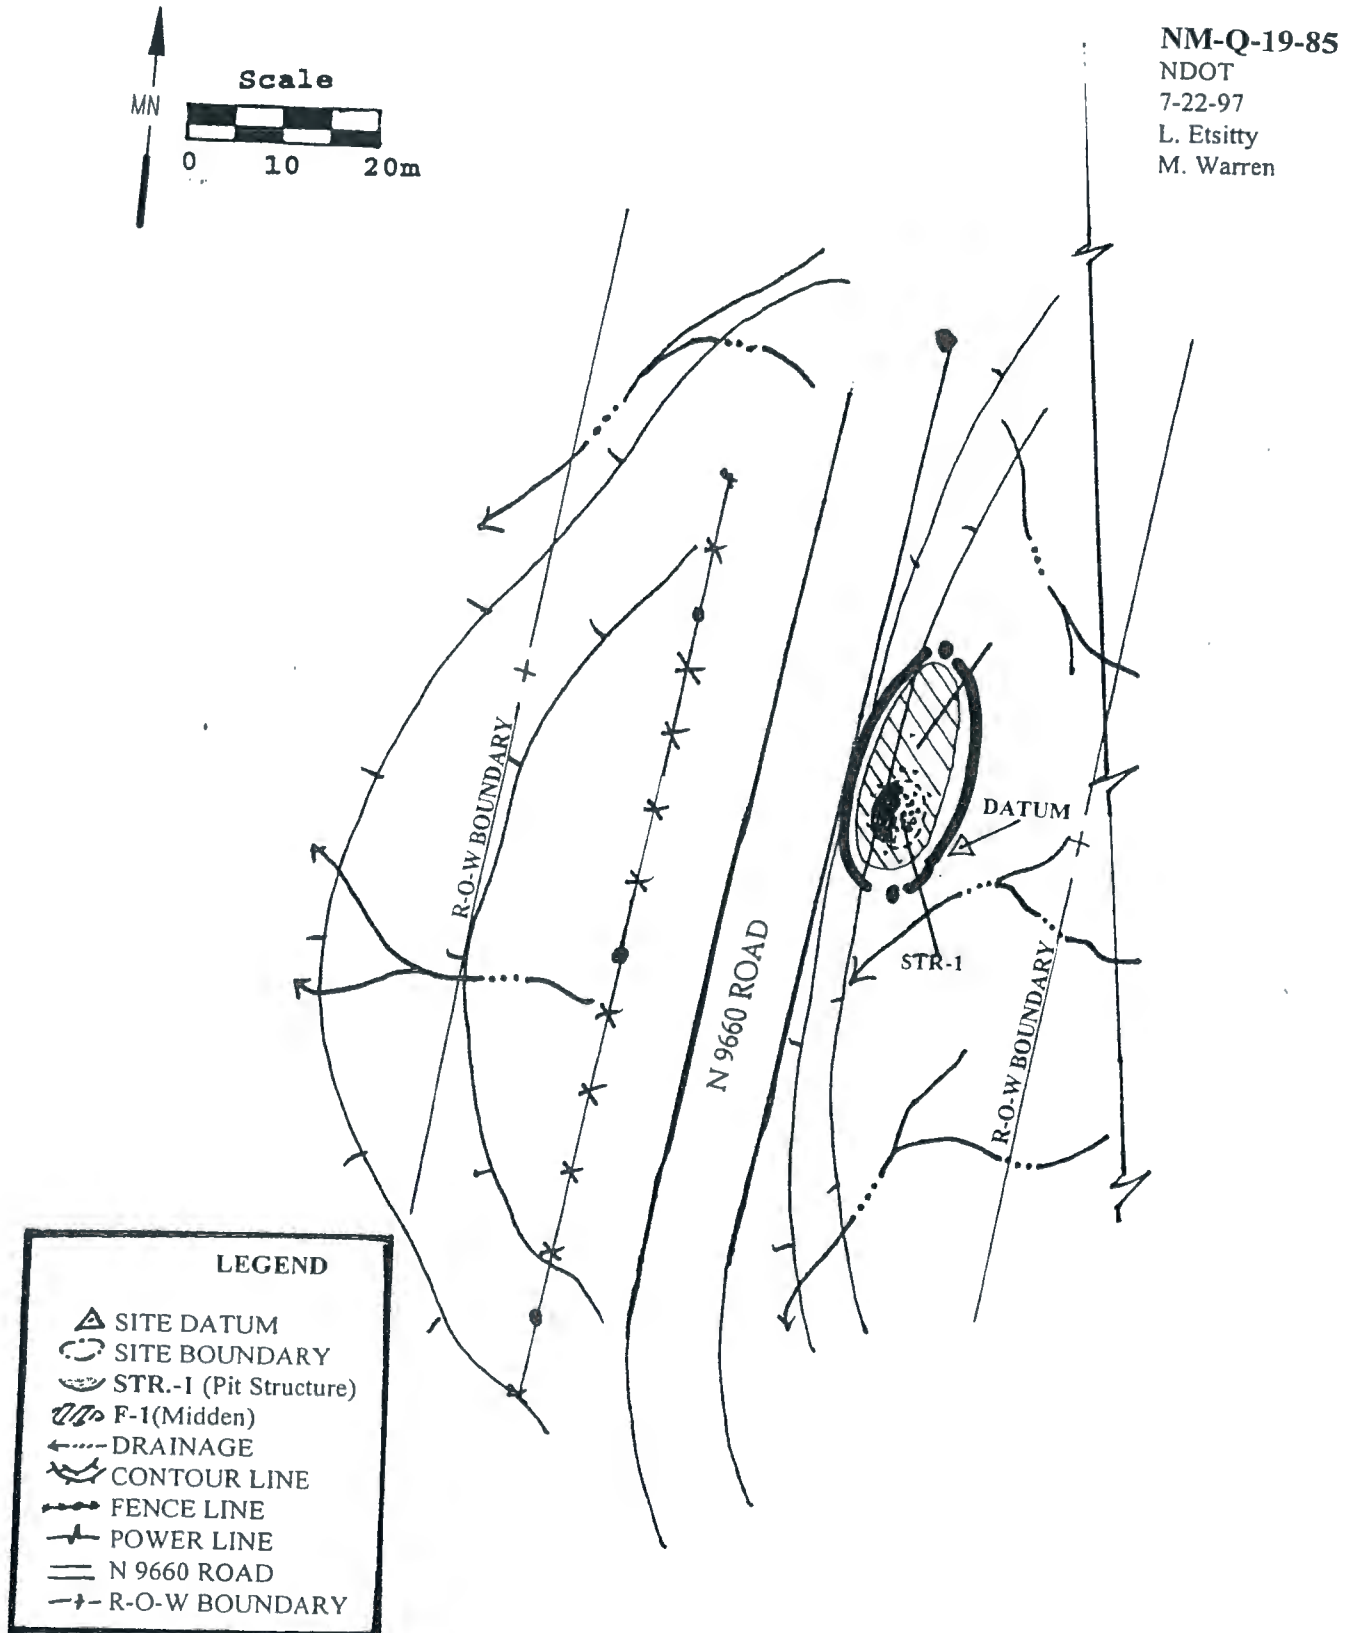 NM-Q-19-85
NDOT
7-22-97
L. Etsitty
M. Warren
MN
Scale
0 10 20m
R-O-W BOUNDARY
DATUM
STR-1
N 9660 ROAD
R-O-W BOUNDARY
LEGEND
SITE DATUM
SITE BOUNDARY
STR.-1 (Pit Structure)
F-1(Midden)
DRAINAGE
CONTOUR LINE
FENCE LINE
POWER LINE
N 9660 ROAD
R-O-W BOUNDARY